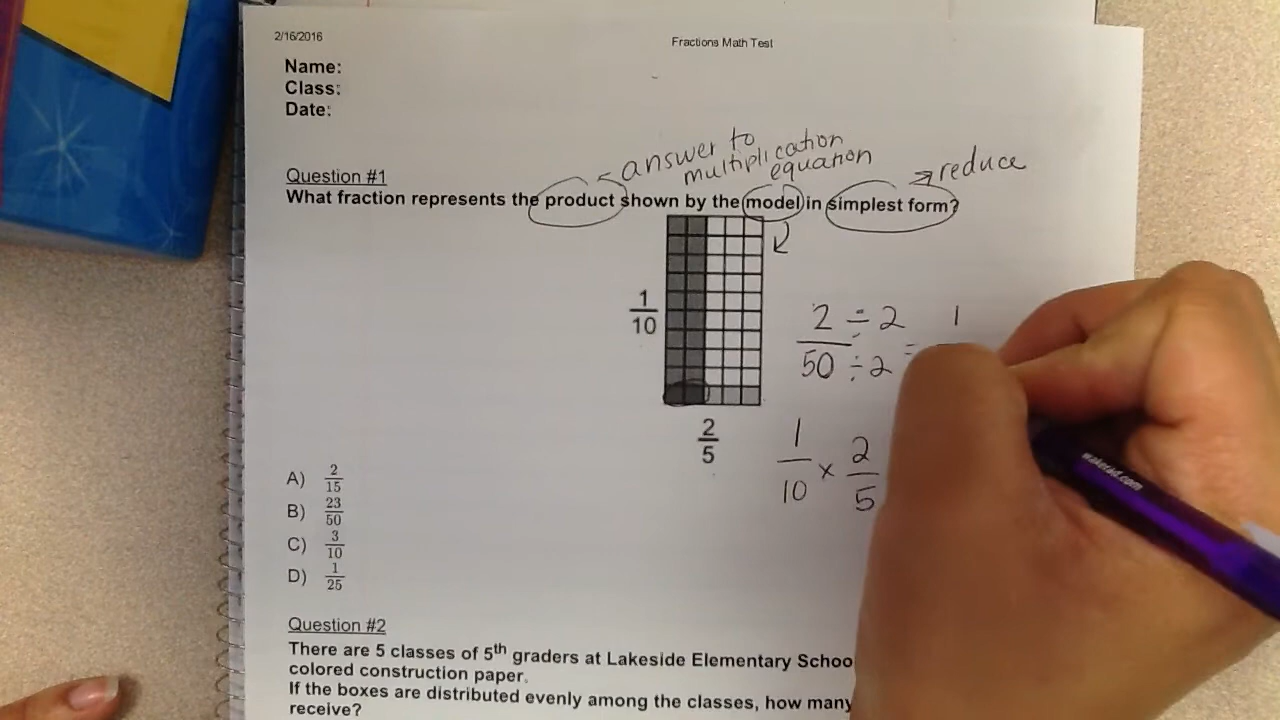 2/16/2016
Fractions Math Test
Name:
Class:
Date:
answer to
multiplication
equation
reduce
Question #1
What fraction represents the product shown by the model in simplest form?
1
10
2
5
2 ÷ 2
50 ÷ 2
=
1
1
10
×
2
5
A) 2/15
B) 23/50
C) 3/10
D) 1/25
wakerad.com
Question #2
There are 5 classes of 5th graders at Lakeside Elementary Schoo
colored construction paper.
If the boxes are distributed evenly among the classes, how many
receive?